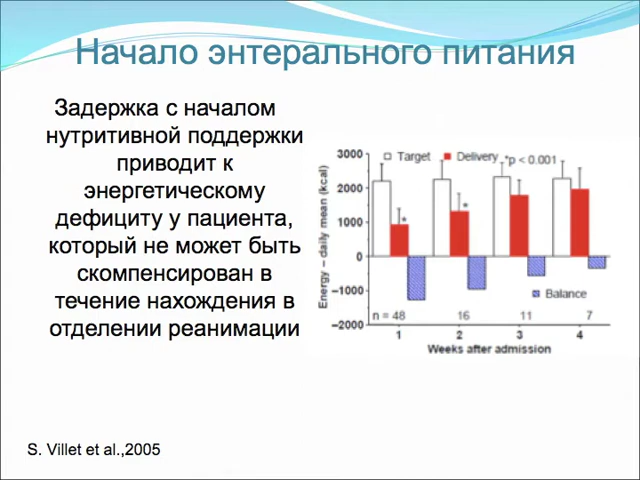 Начало энтерального питания
Задержка с началом
нутритивной поддержки
приводит к
энергетическому
дефициту у пациента,
который не может быть
скомпенсирован в
течение нахождения в
отделении реанимации
Energy – daily mean (kcal)
3000
2000
1000
0
–1000
–2000
Target
Delivery
*p < 0.001
*
*
Balance
n = 48
16
11
7
1
2
3
4
Weeks after admission
S. Villet et al.,2005